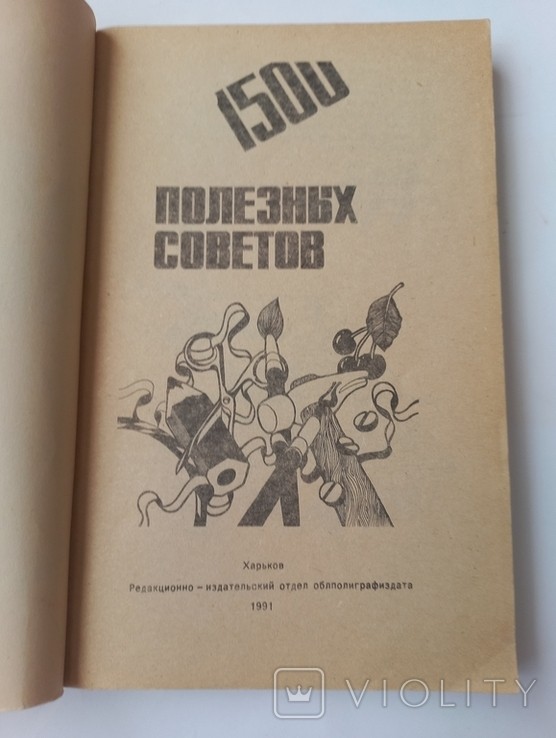 1500
ПОЛЕЗНЫХ
СОВЕТОВ
Харьков
Редакционно – издательский отдел облполиграфиздата
1991
VIOLITY